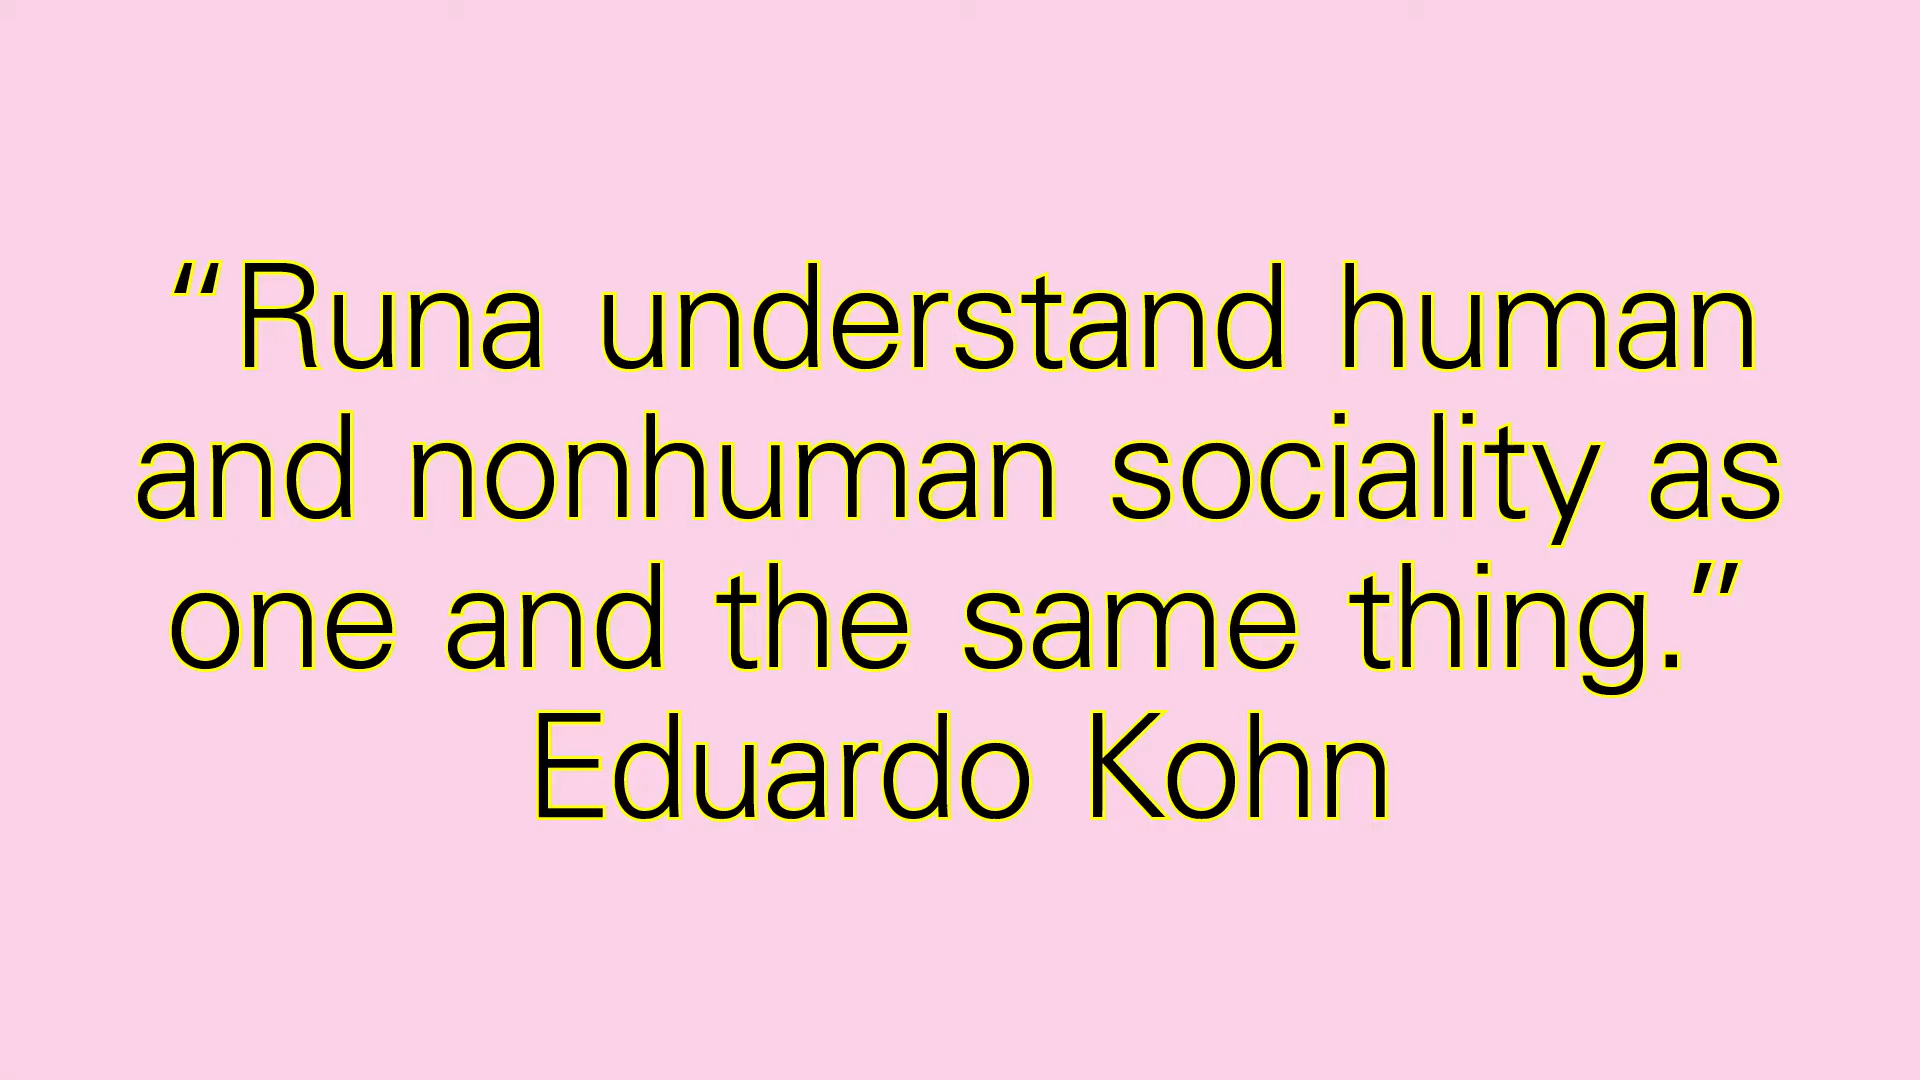 “Runa understand human
and nonhuman sociality as
one and the same thing.”
Eduardo Kohn